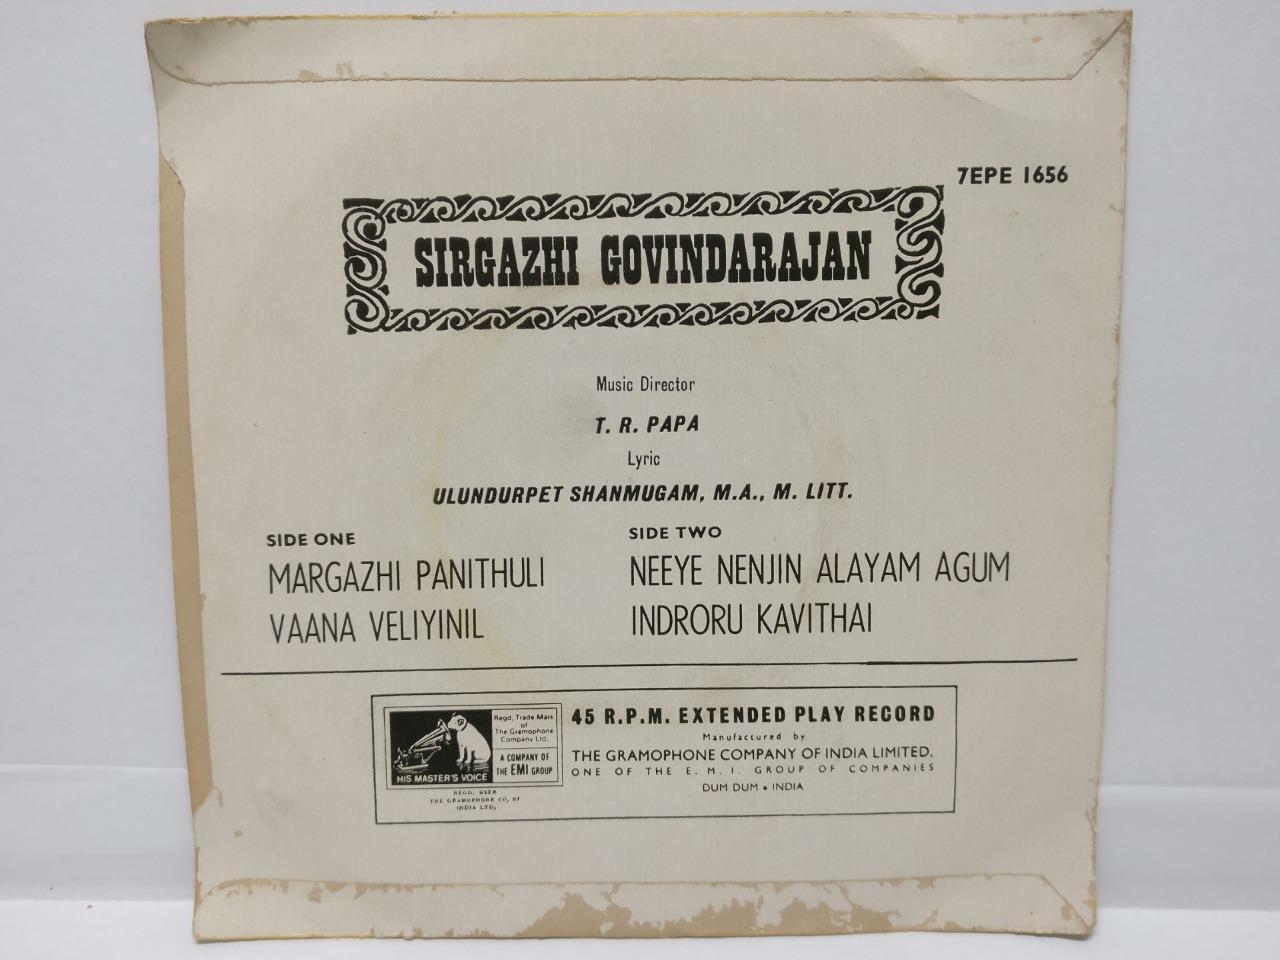 7EPE 1656
SIRGAZHI GOVINDARAJAN
Music Director
T. R. PAPA
Lyric
ULUNDURPET SHANMUGAM, M.A., M. LITT.
SIDE ONE
MARGAZHI PANITHULI
VAANA VELIYINIL
SIDE TWO
NEEYE NENJIN ALAYAM AGUM
INDRORU KAVITHAI
HIS MASTER'S VOICE
Regd. Trade Mark
of
The Gramophone
Company Ltd.
A COMPANY OF
THE EMI GROUP
REGD. USER
THE GRAMOPHONE CO, OF
INDIA LTD,
45 R.P.M. EXTENDED PLAY RECORD
Manufactured by
THE GRAMOPHONE COMPANY OF INDIA LIMITED.
ONE OF THE E. M. I. GROUP OF COMPANIES
DUM DUM • INDIA